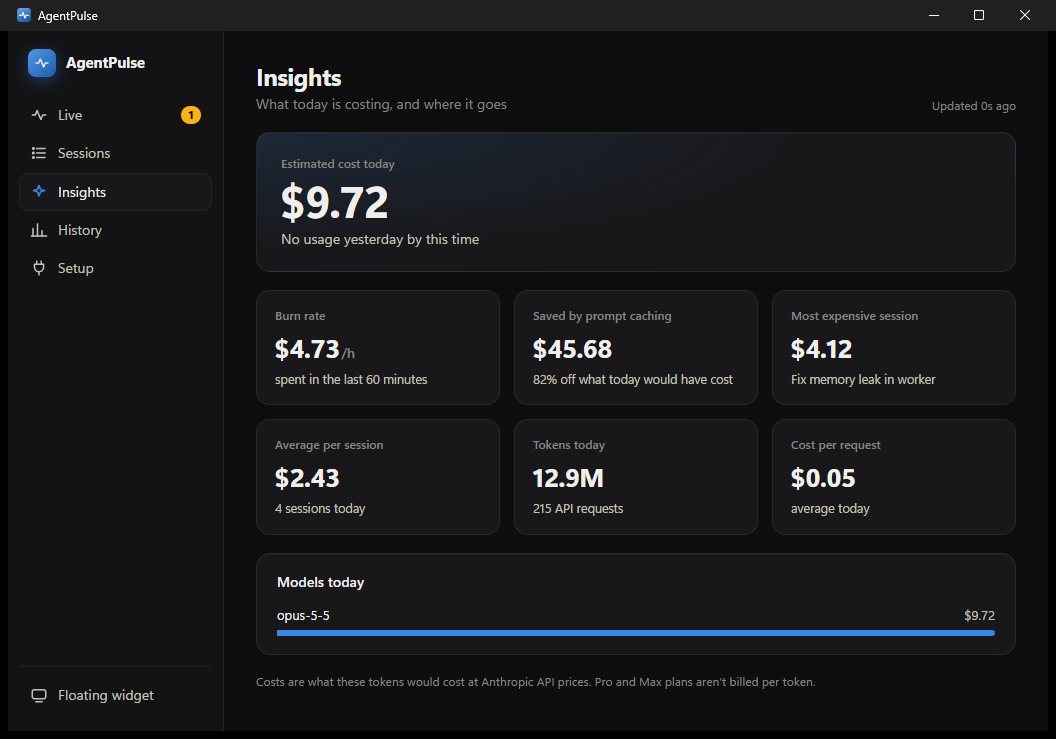 AgentPulse
AgentPulse
Live 1
Sessions
Insights
History
Setup
Floating widget
Insights
What today is costing, and where it goes
Updated 0s ago
Estimated cost today
$9.72
No usage yesterday by this time
Burn rate
$4.73/h
spent in the last 60 minutes
Saved by prompt caching
$45.68
82% off what today would have cost
Most expensive session
$4.12
Fix memory leak in worker
Average per session
$2.43
4 sessions today
Tokens today
12.9M
215 API requests
Cost per request
$0.05
average today
Models today
opus-5-5 $9.72
Costs are what these tokens would cost at Anthropic API prices. Pro and Max plans aren't billed per token.